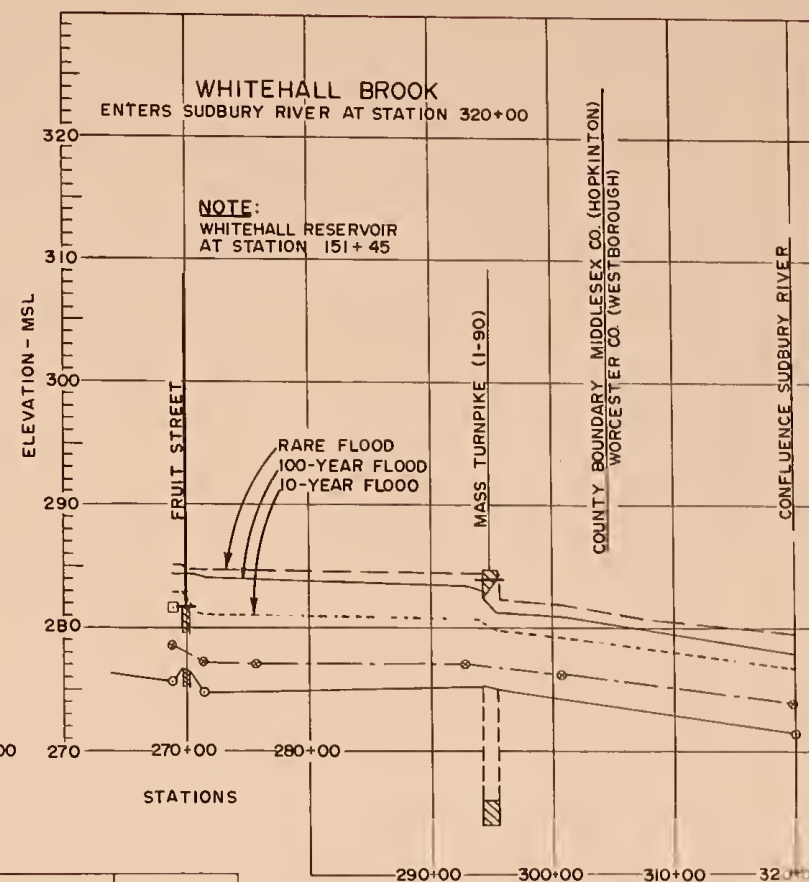 WHITEHALL BROOK
ENTERS SUDBURY RIVER AT STATION 320+00
NOTE:
WHITEHALL RESERVOIR
AT STATION 151+45
ELEVATION - MSL
320
310
300
290
280
270
FRUIT STREET
RARE FLOOD
100-YEAR FLOOD
10-YEAR FLOOD
MASS TURNPIKE (I-90)
COUNTY BOUNDARY MIDDLESEX CO. (HOPKINTON)
WORCESTER CO. (WESTBOROUGH)
CONFLUENCE SUDBURY RIVER
00
270+00
280+00
STATIONS
290+00
300+00
310+00